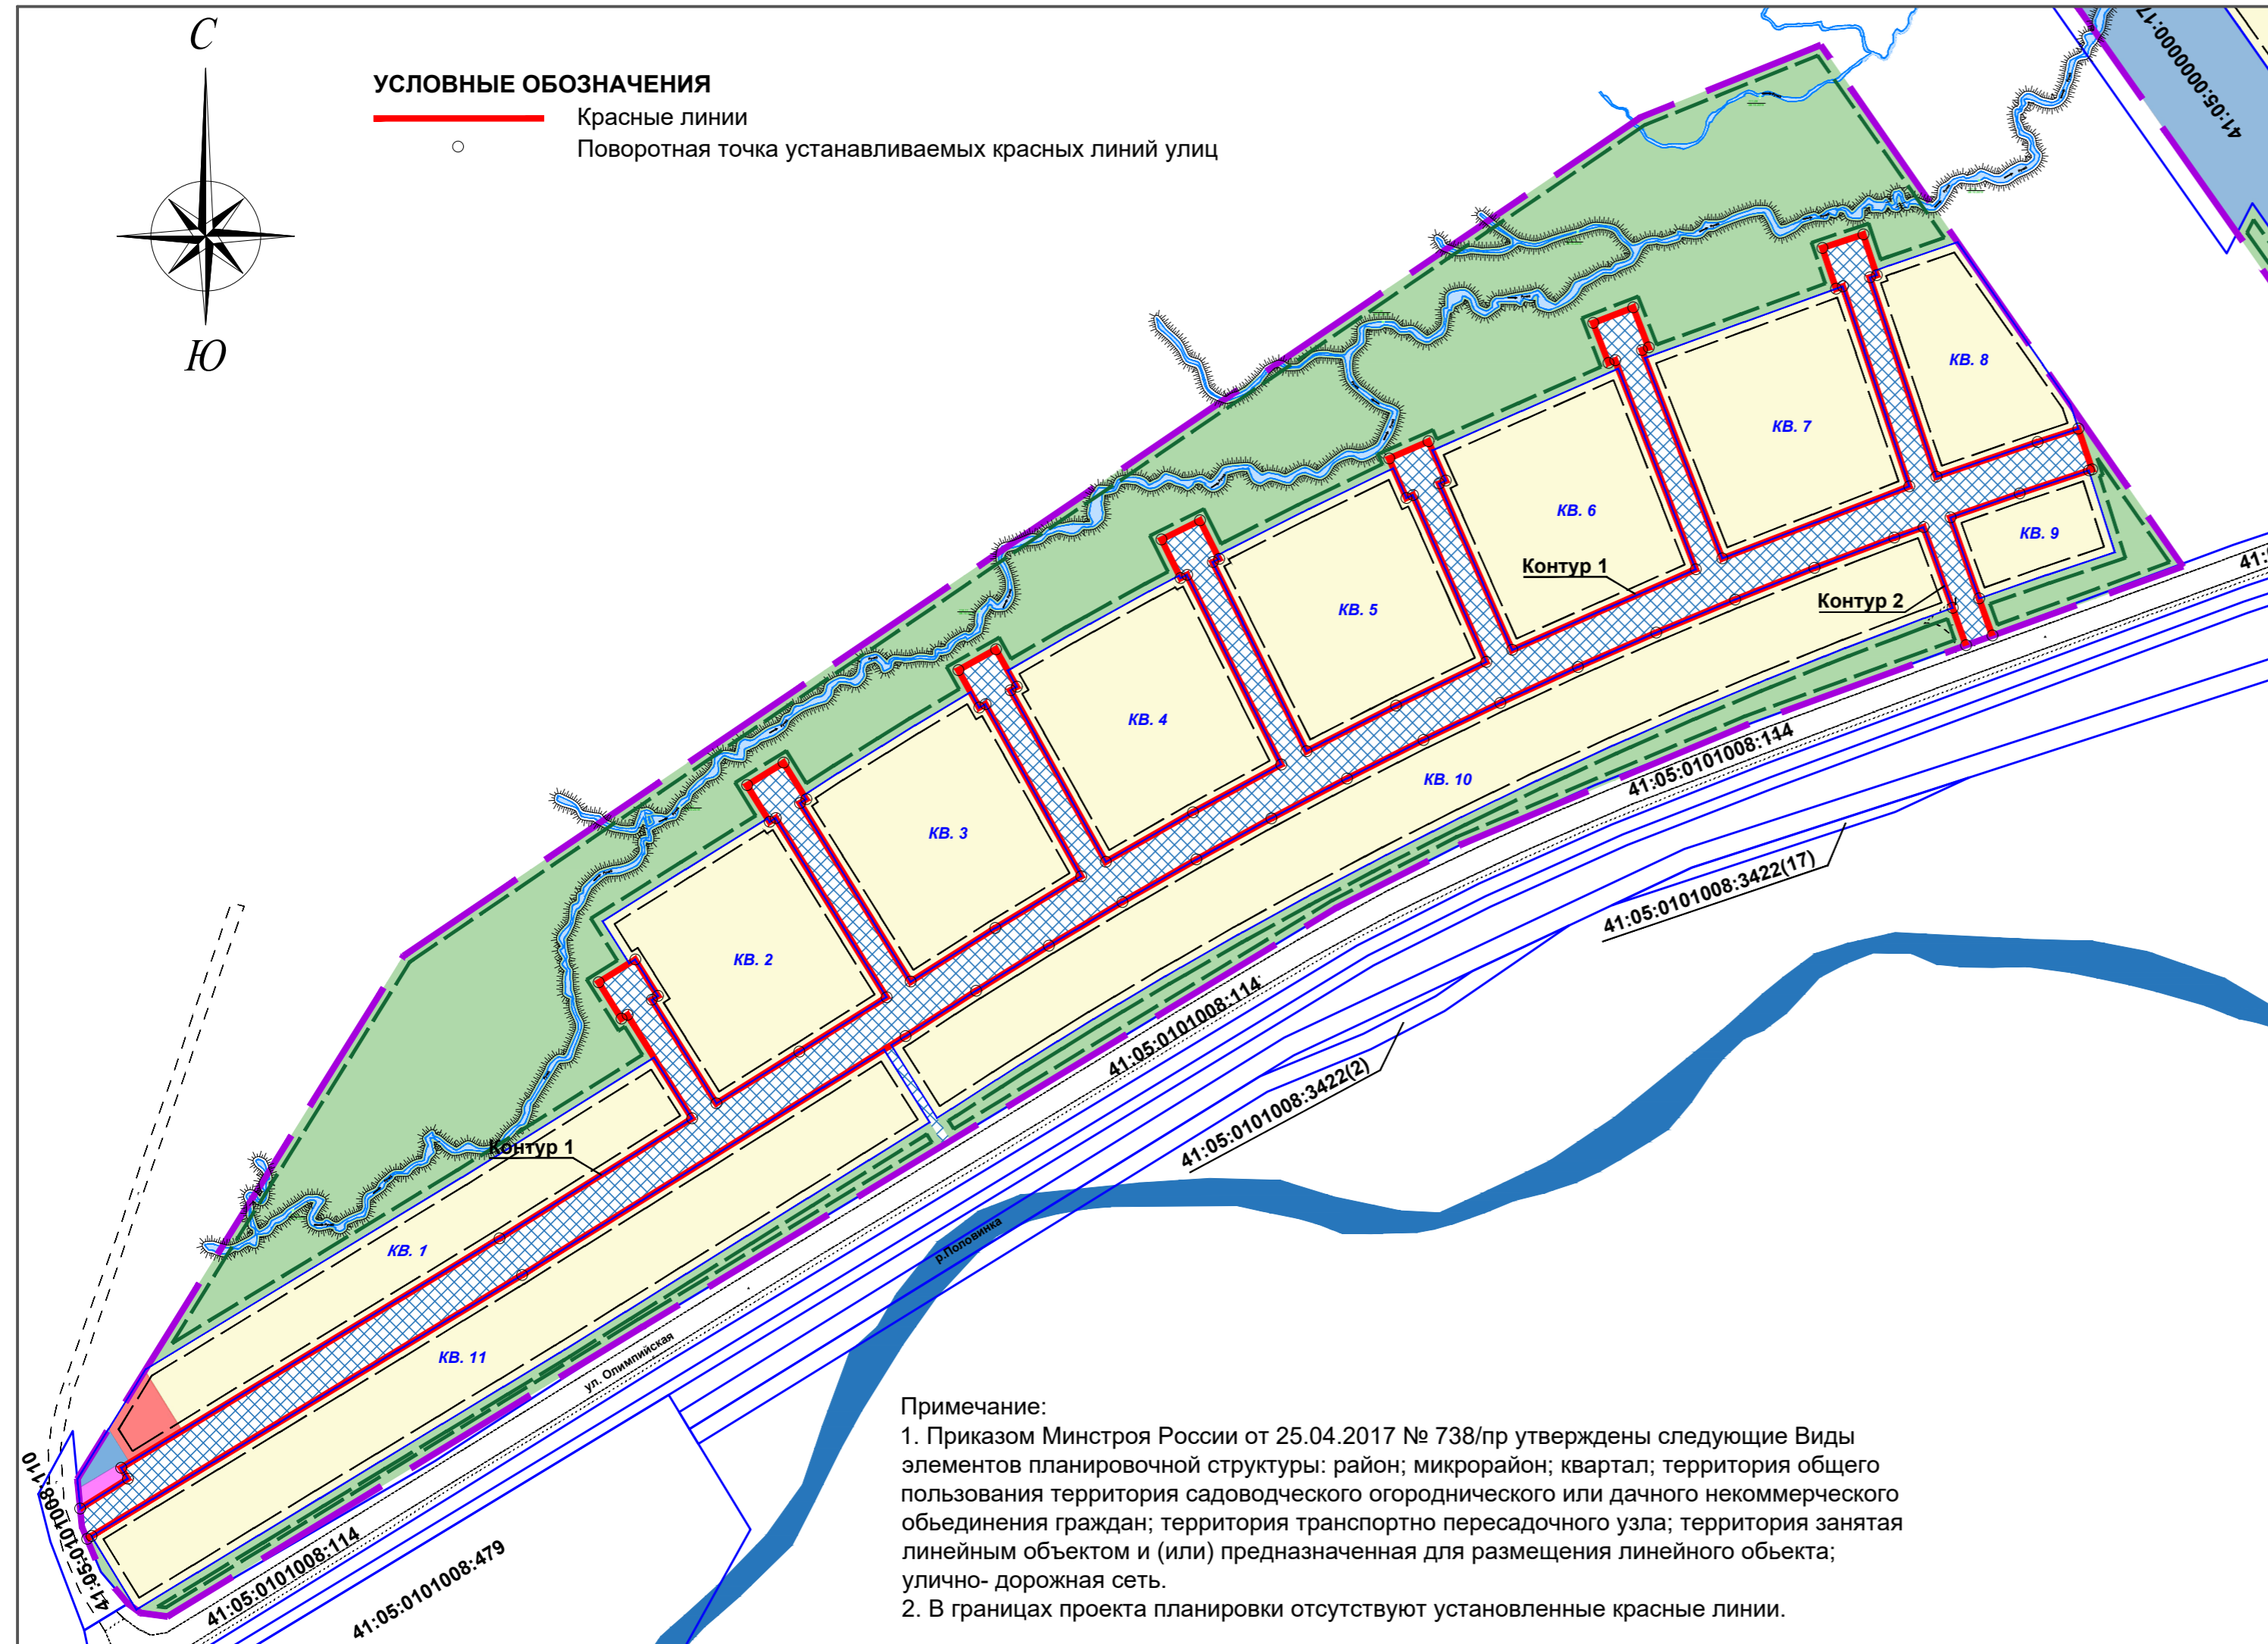 С
Ю
УСЛОВНЫЕ ОБОЗНАЧЕНИЯ
Красные линии
Поворотная точка устанавливаемых красных линий улиц
41:05:0000000:17
КВ. 8
КВ. 7
КВ. 6
КВ. 9
Контур 1
Контур 2
КВ. 5
КВ. 4
КВ. 10
КВ. 3
КВ. 2
41:05:0101008:114
41:05:0101008:3422(17)
41:05:0101008:114
41:05:0101008:3422(2)
Контур 1
КВ. 1
р.Половинка
КВ. 11
ул. Олимпийская
41:05:0101008:110
41:05:0101008:114
41:05:0101008:479
Примечание:
1. Приказом Минстроя России от 25.04.2017 № 738/пр утверждены следующие Виды
элементов планировочной структуры: район; микрорайон; квартал; территория общего
пользования территория садоводческого огороднического или дачного некоммерческого
обьединения граждан; территория транспортно пересадочного узла; территория занятая
линейным объектом и (или) предназначенная для размещения линейного обьекта;
улично- дорожная сеть.
2. В границах проекта планировки отсутствуют установленные красные линии.